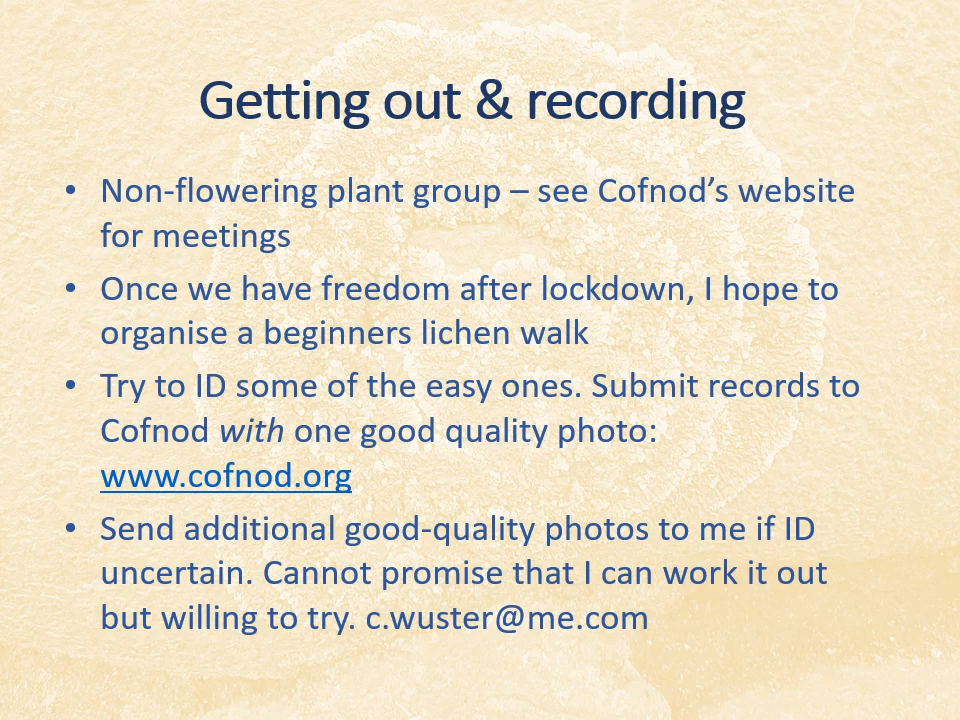 Getting out & recording
• Non-flowering plant group – see Cofnod’s website
for meetings
• Once we have freedom after lockdown, I hope to
organise a beginners lichen walk
• Try to ID some of the easy ones. Submit records to
Cofnod with one good quality photo:
www.cofnod.org
• Send additional good-quality photos to me if ID
uncertain. Cannot promise that I can work it out
but willing to try. c.wuster@me.com